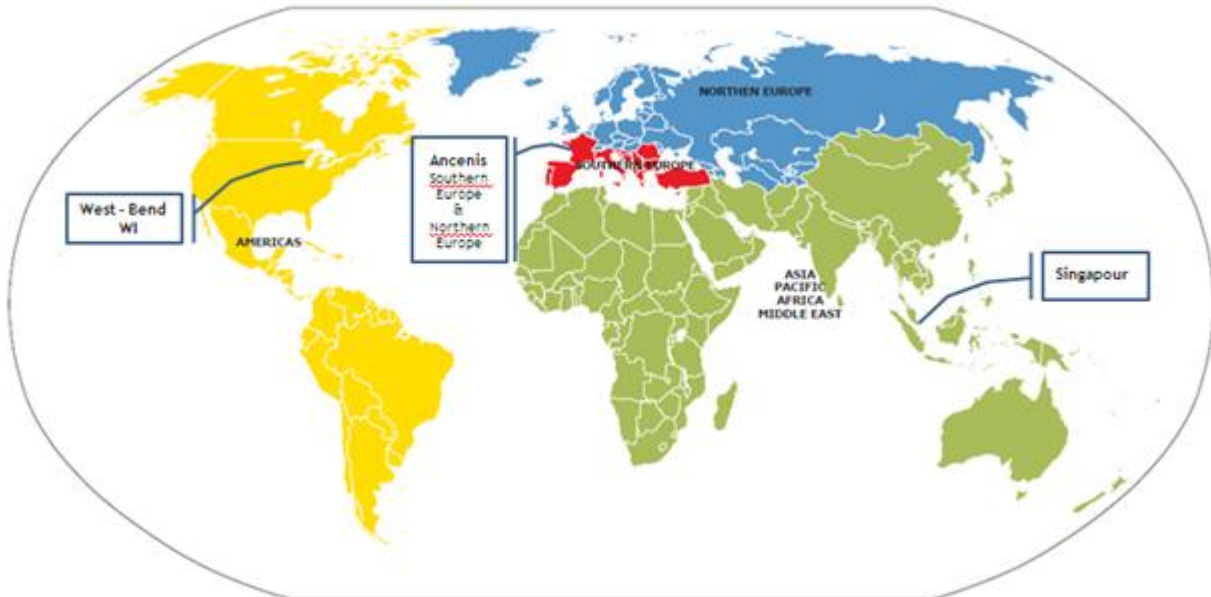 NORTHEN EUROPE
Ancenis
Southern
Europe
&
Northern
Europe
SOUTHERN EUROPE
West - Bend
WI
AMERICAS
ASIA
PACIFIC
AFRICA
MIDDLE EAST
Singapour